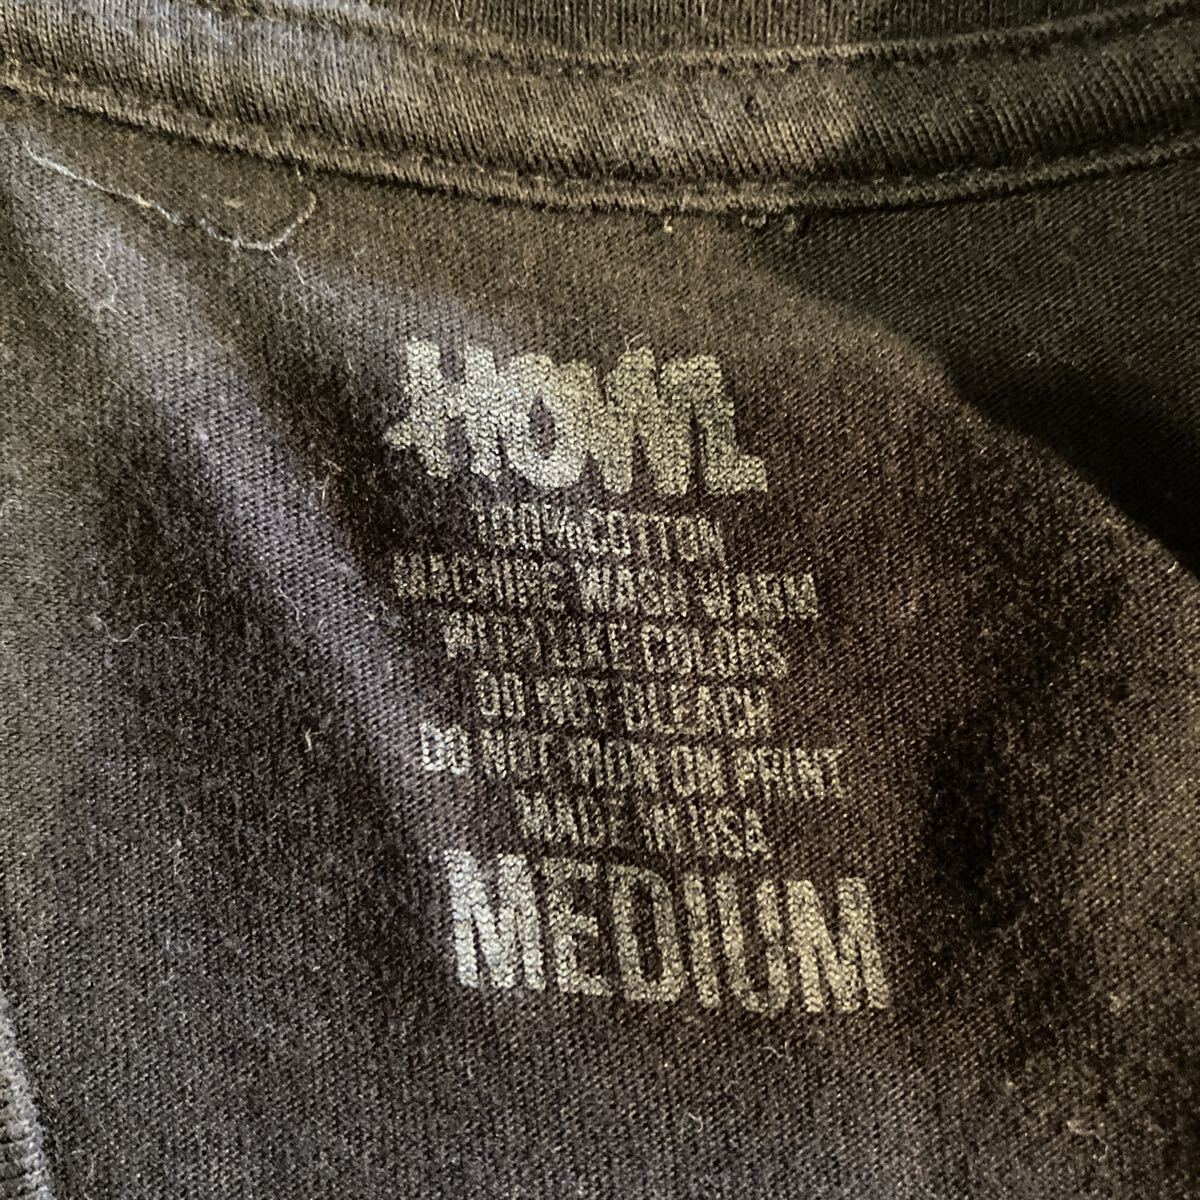 HOWL
100% COTTON
MACHINE WASH WARM
WITH LIKE COLORS
DO NOT BLEACH
DO NOT IRON ON PRINT
MADE IN USA
MEDIUM